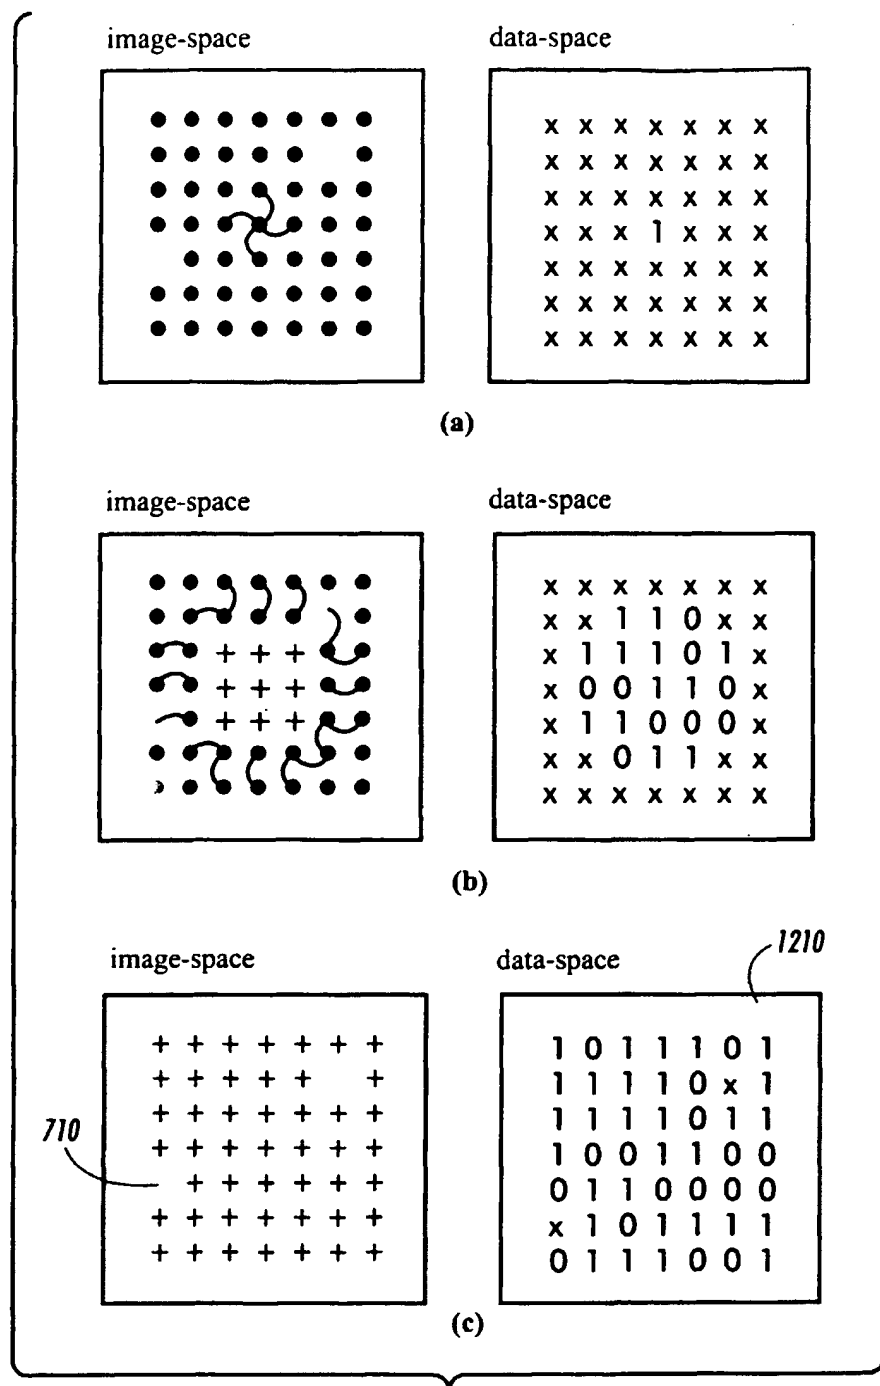 image-space data-space
x x x x x x x
x x x x x x x
x x x x x x x
x x x 1 x x x
x x x x x x x
x x x x x x x
x x x x x x x
(a)
image-space data-space
x x x x x x x
x x 1 1 0 x x
x 1 1 1 0 1 x
x 0 0 1 1 0 x
x 1 1 0 0 0 x
x x 0 1 1 x x
x x x x x x x
(b)
1210
image-space data-space
+ + + + + + + 1 0 1 1 1 0 1
+ + + + + + 1 1 1 1 0 x 1
710
+ + + + + + + 1 1 1 1 0 1 1
+ + + + + + + 1 0 0 1 1 0 0
+ + + + + + 0 1 1 0 0 0 0
+ + + + + + + x 1 0 1 1 1 1
+ + + + + + + 0 1 1 1 0 0 1
(c)